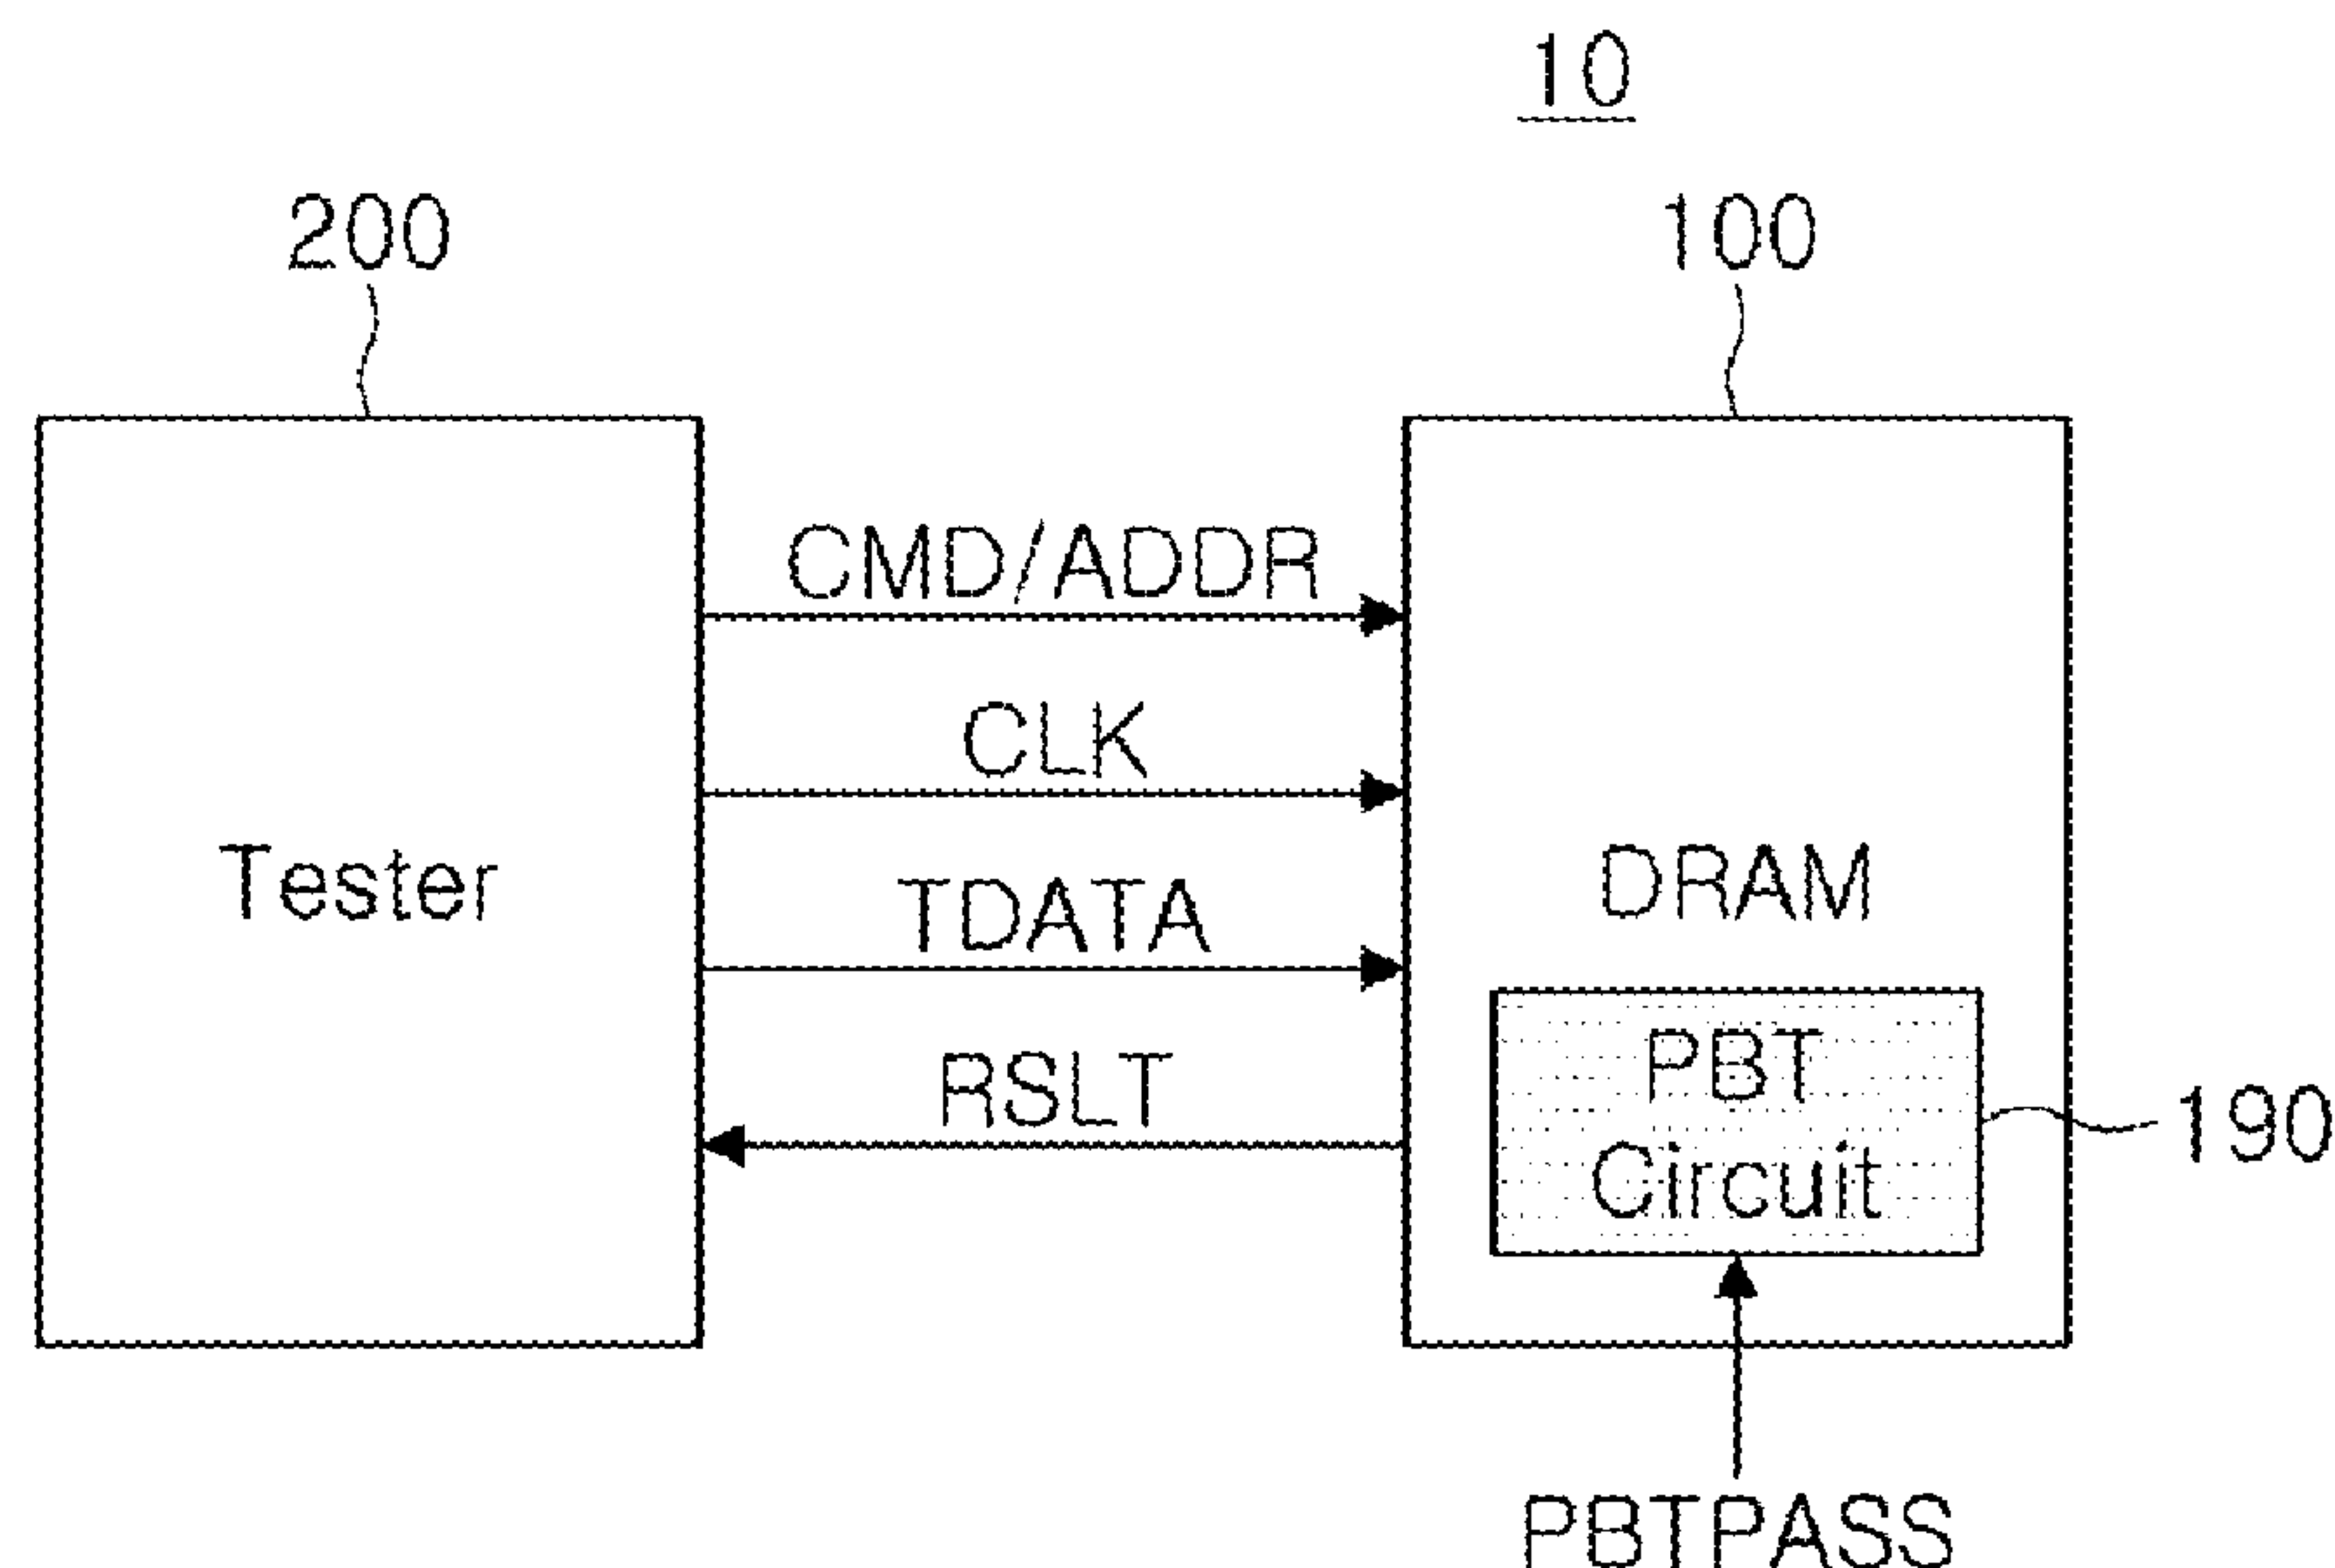 10
200
100
CMD/ADDR
CLK
Tester
TDATA
DRAM
RSLT
PBT
Circuit
190
PBTPASS